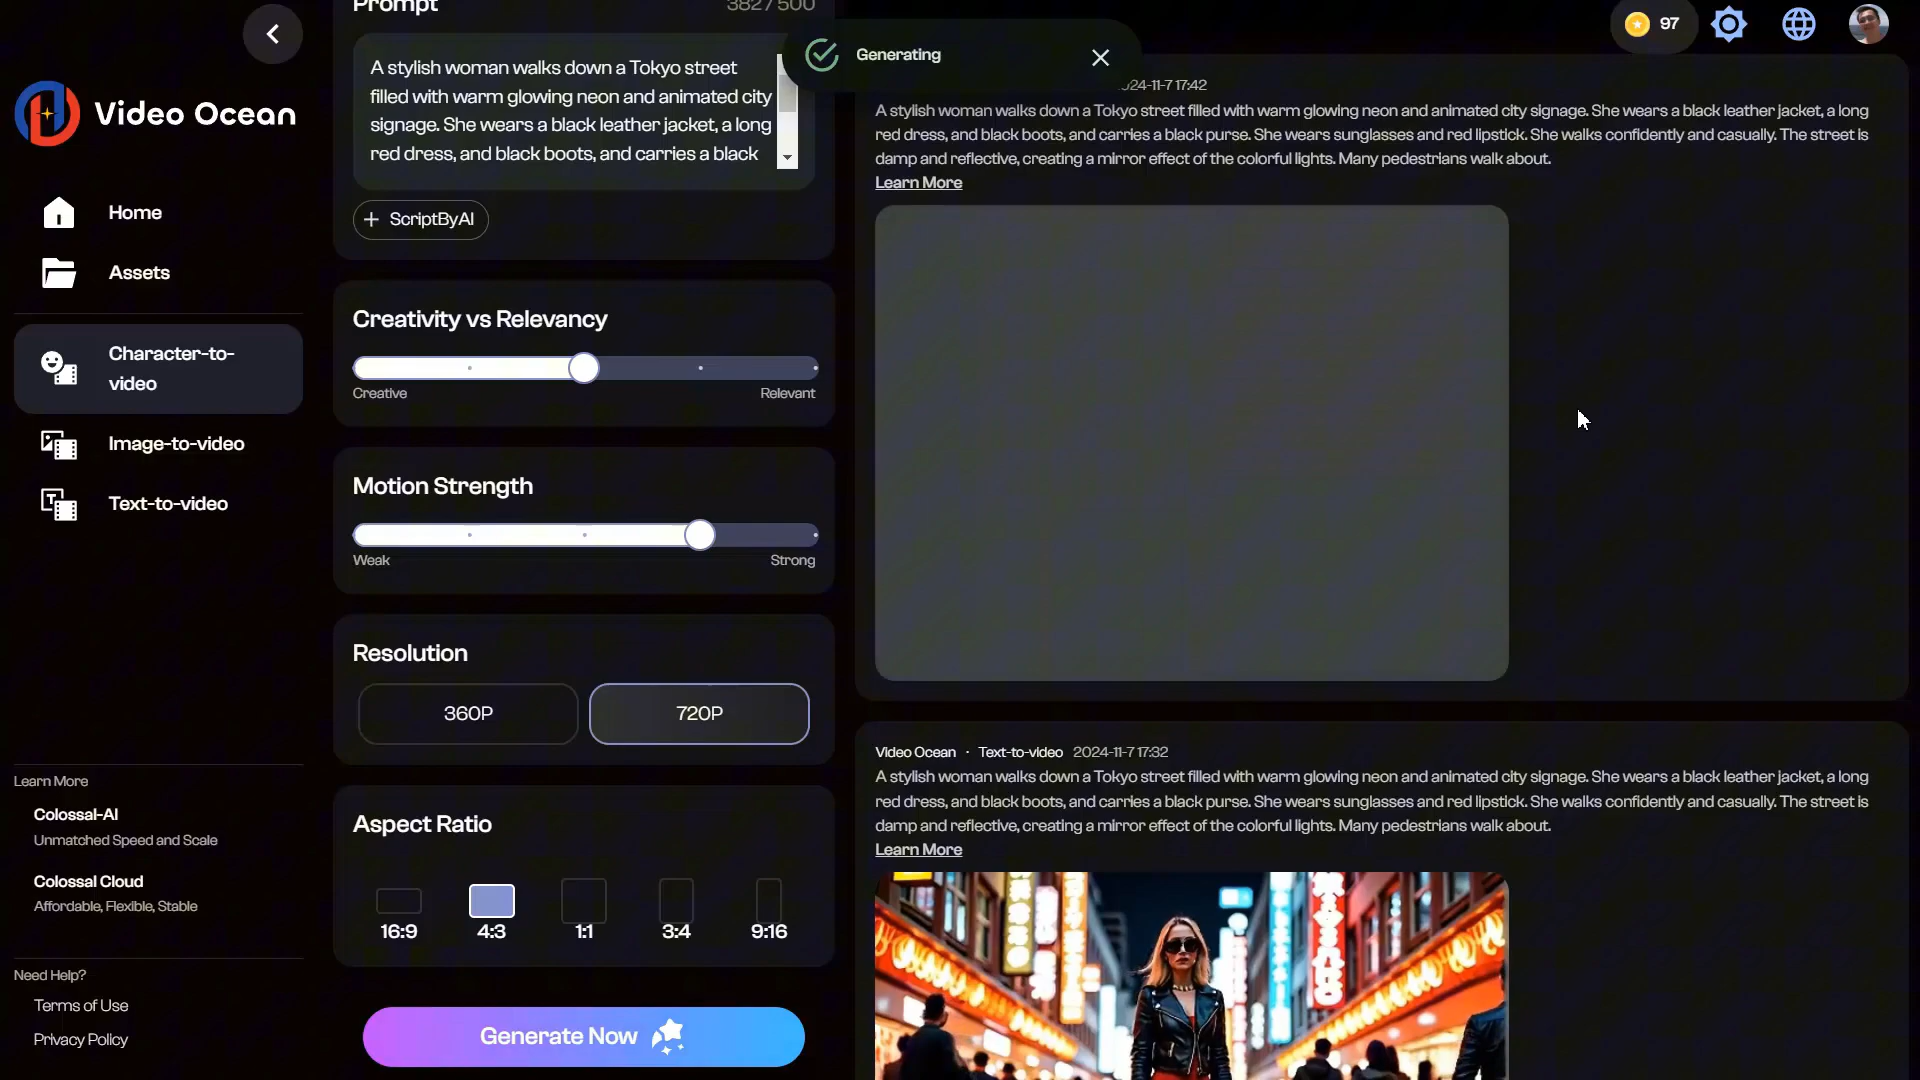 Video Ocean
Home
Assets
Character-to-
video
Image-to-video
Text-to-video
Learn More
Colossal-AI
Unmatched Speed and Scale
Colossal Cloud
Affordable, Flexible, Stable
Need Help?
Terms of Use
Privacy Policy
Prompt 382 / 500
A stylish woman walks down a Tokyo street
filled with warm glowing neon and animated city
signage. She wears a black leather jacket, a long
red dress, and black boots, and carries a black
+ ScriptByAI
Creativity vs Relevancy
Creative Relevant
Motion Strength
Weak Strong
Resolution
360P 720P
Aspect Ratio
16:9 4:3 1:1 3:4 9:16
Generate Now
Generating
97
2024-11-7 17:42
A stylish woman walks down a Tokyo street filled with warm glowing neon and animated city signage. She wears a black leather jacket, a long
red dress, and black boots, and carries a black purse. She wears sunglasses and red lipstick. She walks confidently and casually. The street is
damp and reflective, creating a mirror effect of the colorful lights. Many pedestrians walk about.
Learn More
Video Ocean · Text-to-video 2024-11-7 17:32
A stylish woman walks down a Tokyo street filled with warm glowing neon and animated city signage. She wears a black leather jacket, a long
red dress, and black boots, and carries a black purse. She wears sunglasses and red lipstick. She walks confidently and casually. The street is
damp and reflective, creating a mirror effect of the colorful lights. Many pedestrians walk about.
Learn More